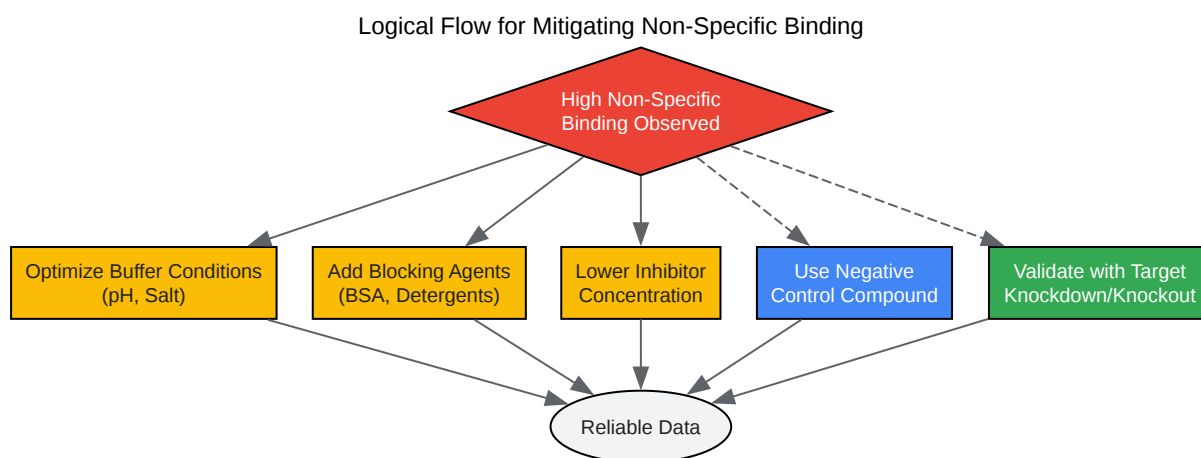 Logical Flow for Mitigating Non-Specific Binding
High Non-Specific
Binding Observed
Optimize Buffer Conditions
(pH, Salt)
Add Blocking Agents
(BSA, Detergents)
Lower Inhibitor
Concentration
Use Negative
Control Compound
Validate with Target
Knockdown/Knockout
Reliable Data